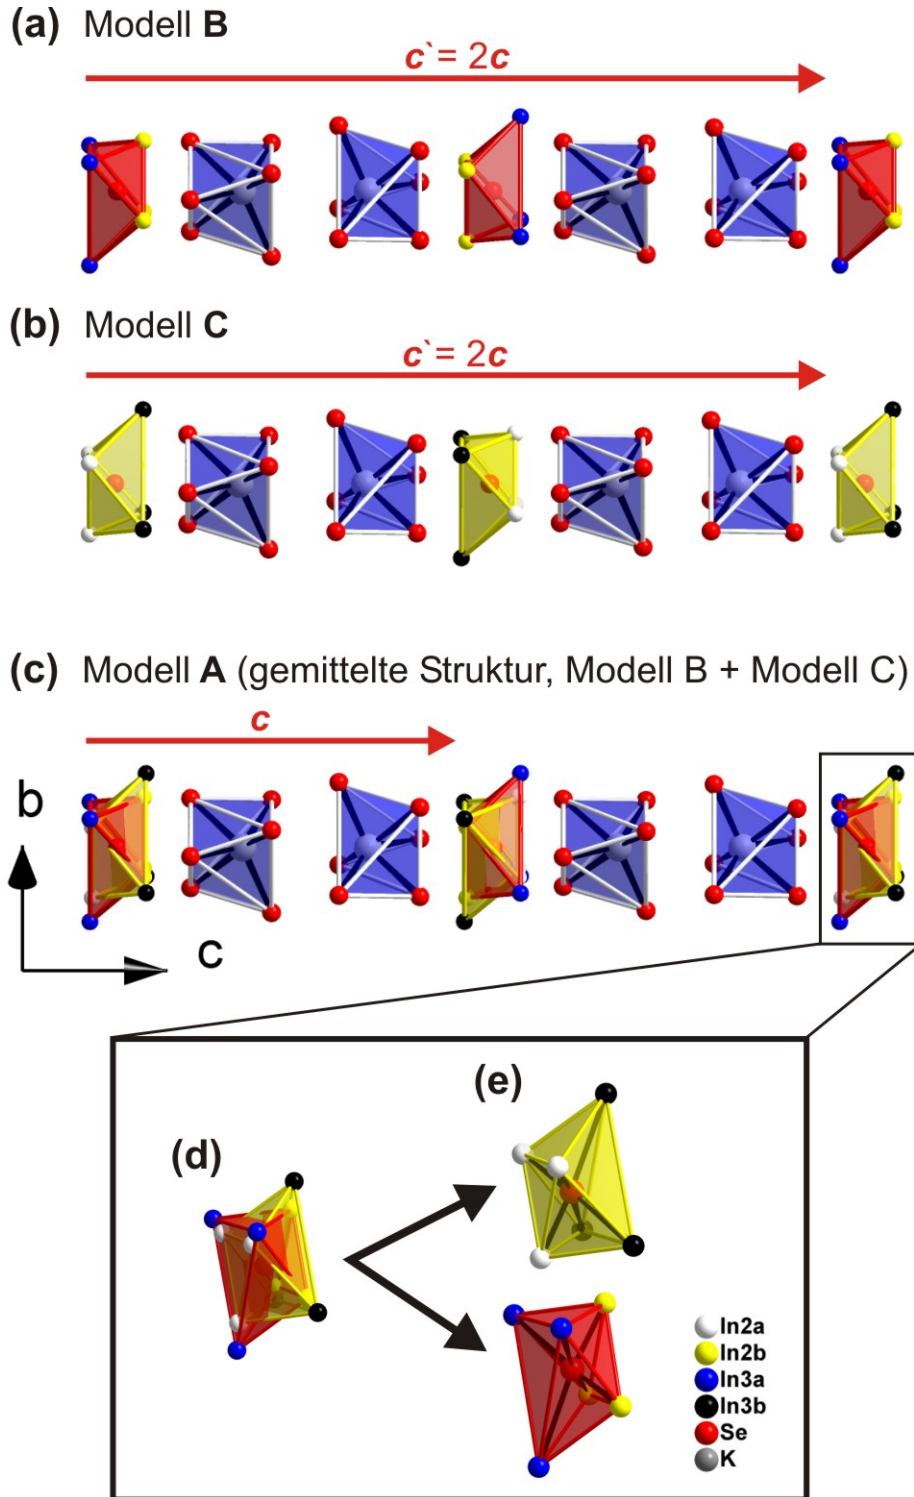 (a) Modell B
c`= 2c
(b) Modell C
c`= 2c
(c) Modell A (gemittelte Struktur, Modell B + Modell C)
c
b
c
(e)
(d)
In2a
In2b
In3a
In3b
Se
K